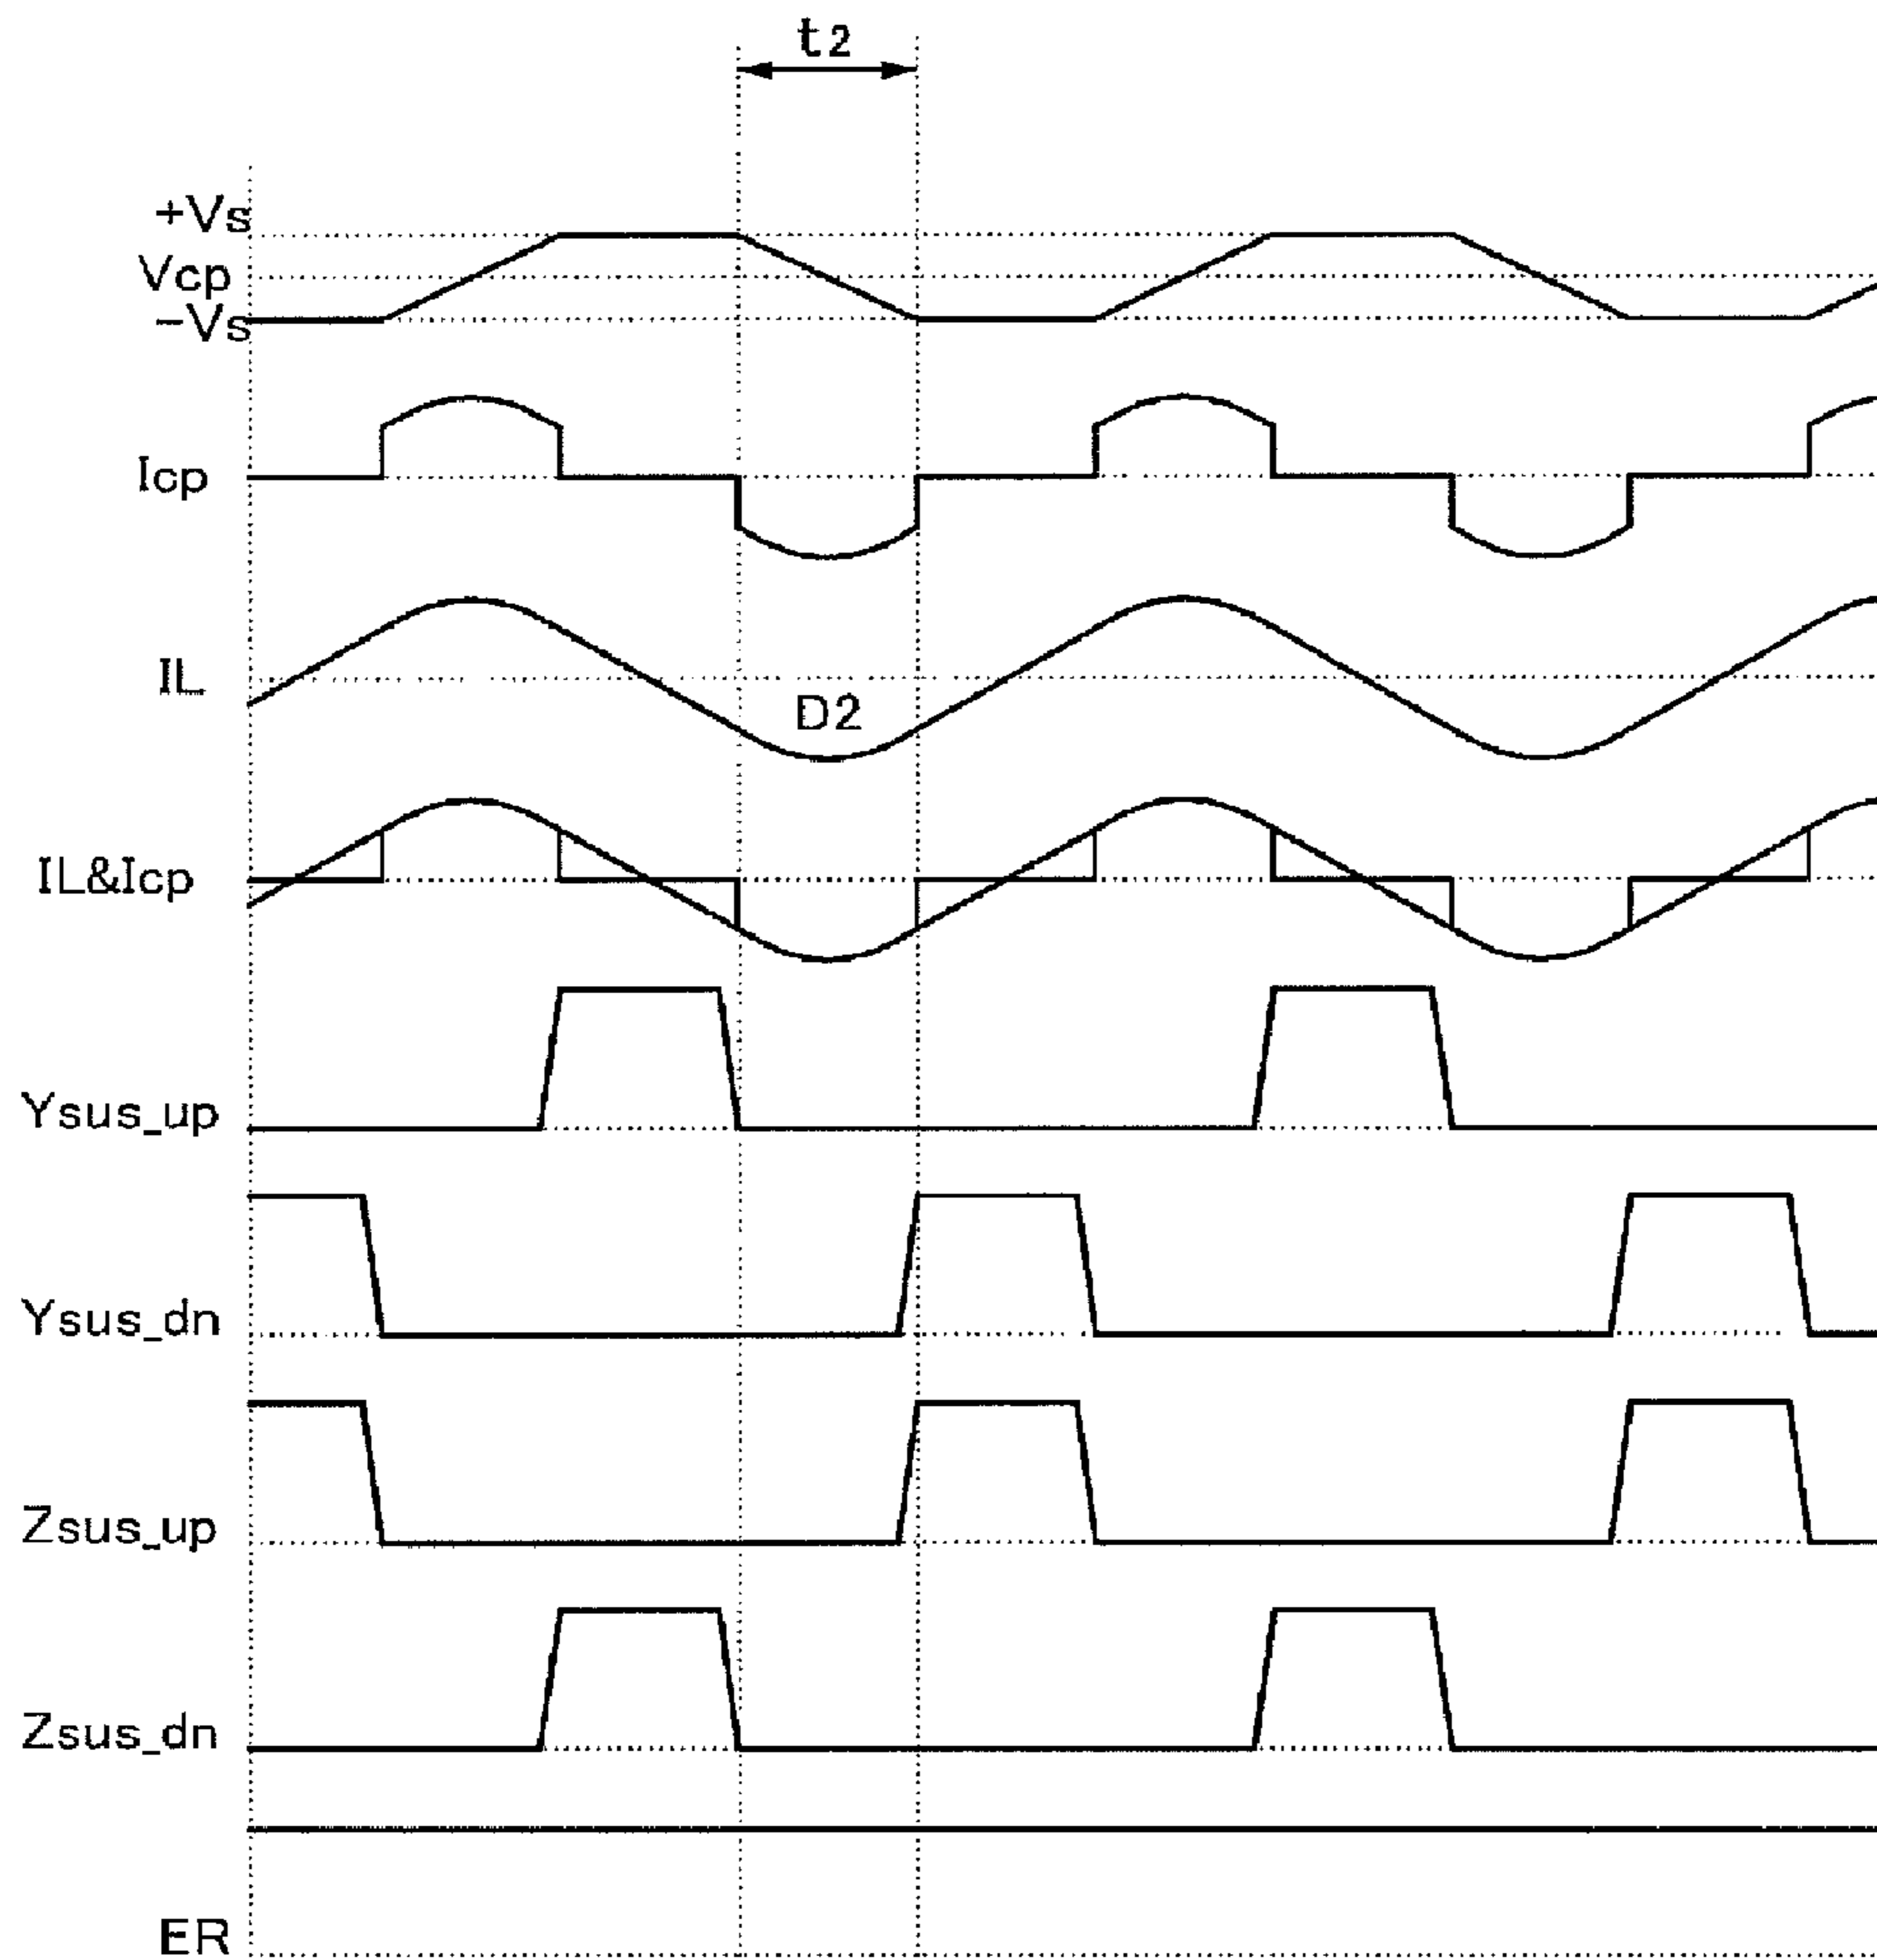 t2
+Vs
Vcp
-Vs
Icp
IL
D2
IL&Icp
Ysus_up
Ysus_dn
Zsus_up
Zsus_dn
ER